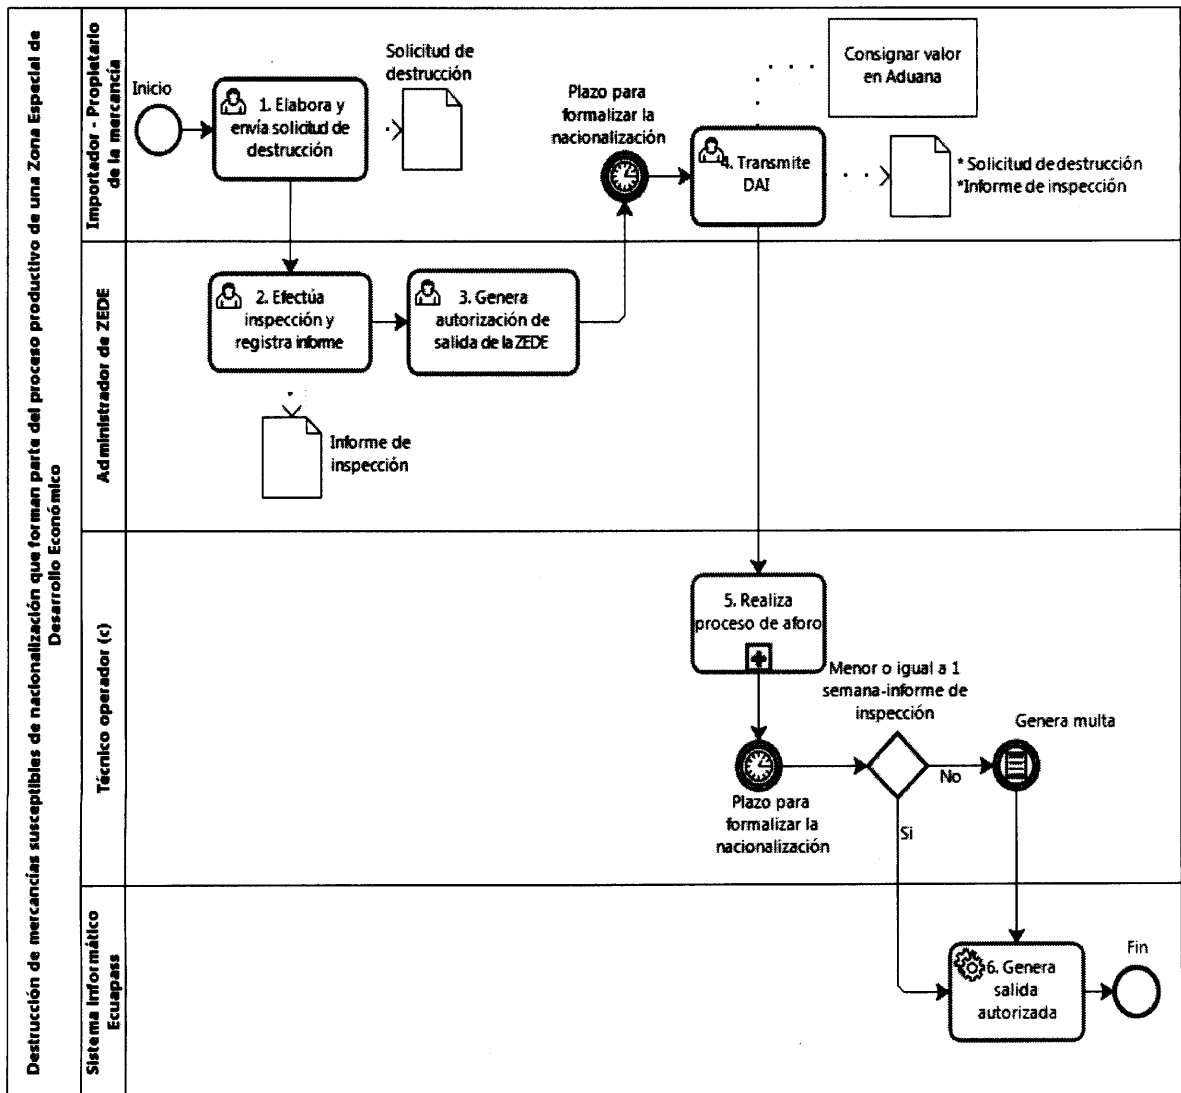 Destrucción de mercancías susceptibles de nacionalización que forman parte del proceso productivo de una Zona Especial de
Desarrollo Económico
Importador - Propietario
de la mercancía
Inicio
1. Elabora y
envía solicitud de
destrucción
Solicitud de
destrucción
Plazo para
formalizar la
nacionalización
4. Transmite
DAI
Consignar valor
en Aduana
* Solicitud de destrucción
*Informe de inspección
Administrador de ZEDE
2. Efectúa
inspección y
registra informe
3. Genera
autorización de
salida de la ZEDE
Informe de
inspección
Técnico operador (c)
5. Realiza
proceso de aforo
Plazo para
formalizar la
nacionalización
Menor o igual a 1
semana-informe de
inspección
No
Si
Genera multa
Sistema informático
Ecuapass
6. Genera
salida
autorizada
Fin